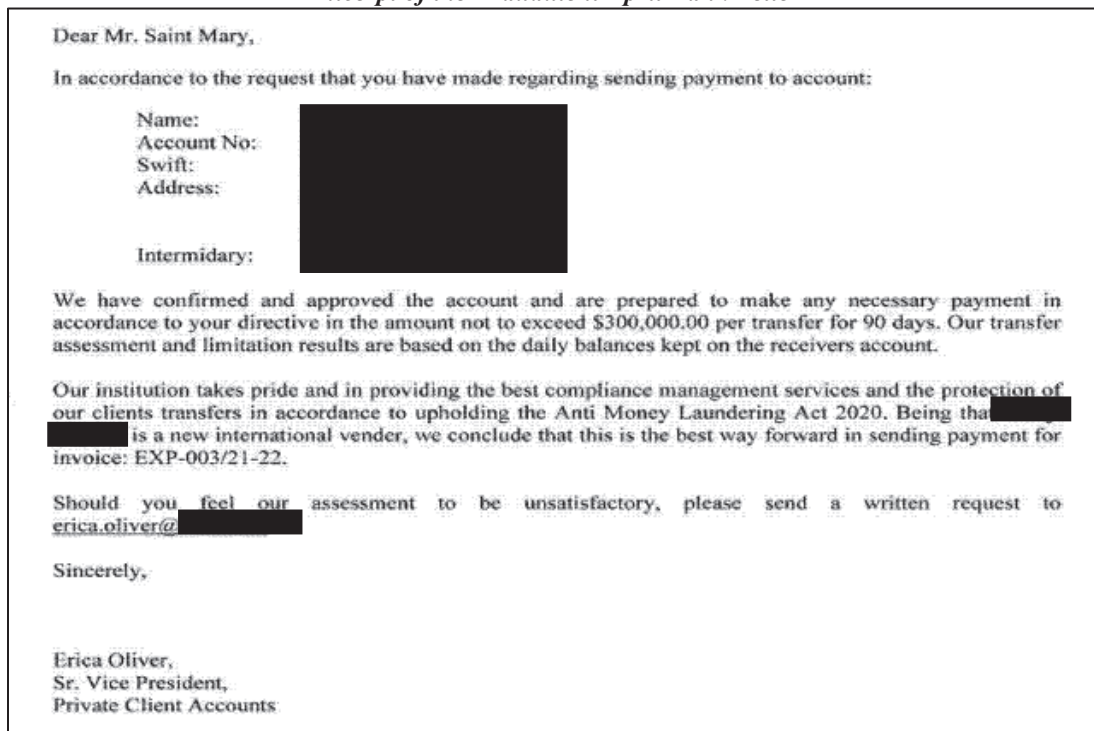 Dear Mr. Saint Mary,
In accordance to the request that you have made regarding sending payment to account:
Name:
Account No:
Swift:
Address:
Intermidary:
We have confirmed and approved the account and are prepared to make any necessary payment in
accordance to your directive in the amount not to exceed $300,000.00 per transfer for 90 days. Our transfer
assessment and limitation results are based on the daily balances kept on the receivers account.
Our institution takes pride and in providing the best compliance management services and the protection of
our clients transfers in accordance to upholding the Anti Money Laundering Act 2020. Being that
is a new international vender, we conclude that this is the best way forward in sending payment for
invoice: EXP-003/21-22.
Should you feel our assessment to be unsatisfactory, please send a written request to
erica.oliver@
Sincerely,
Erica Oliver,
Sr. Vice President,
Private Client Accounts